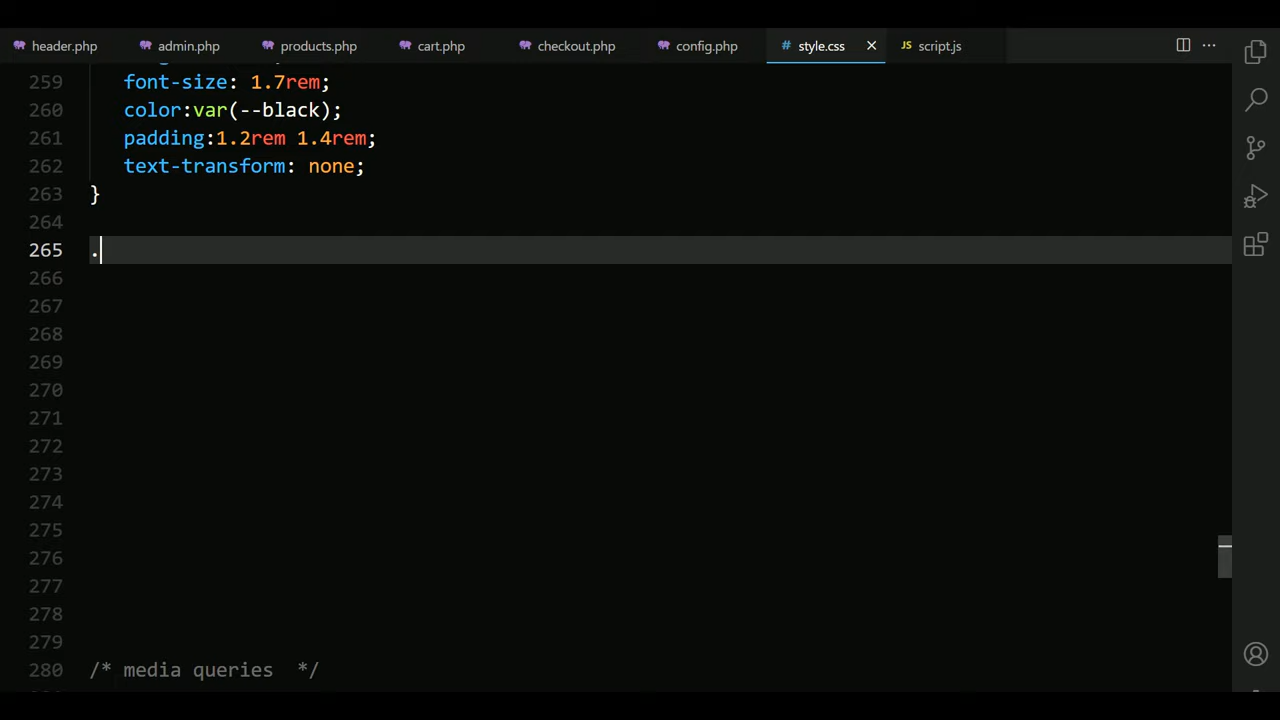 header.php admin.php products.php cart.php checkout.php config.php # style.css JS script.js
259 font-size: 1.7rem;
260 color:var(--black);
261 padding:1.2rem 1.4rem;
262 text-transform: none;
263 }
264
265 .
266
267
268
269
270
271
272
273
274
275
276
277
278
279
280 /* media queries */